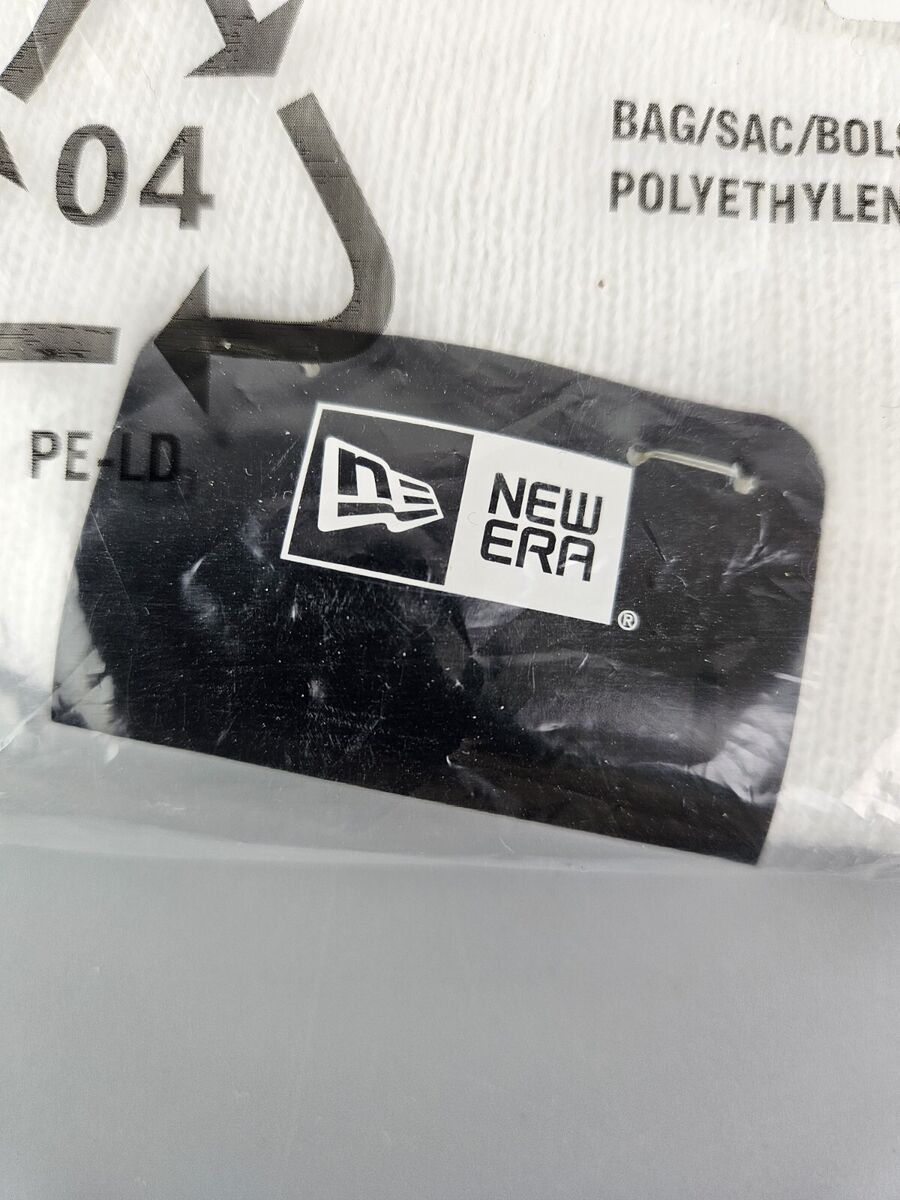 04
PE-LD
BAG/SAC/BOLS
POLYETHYLEN
NEW
ERA
®